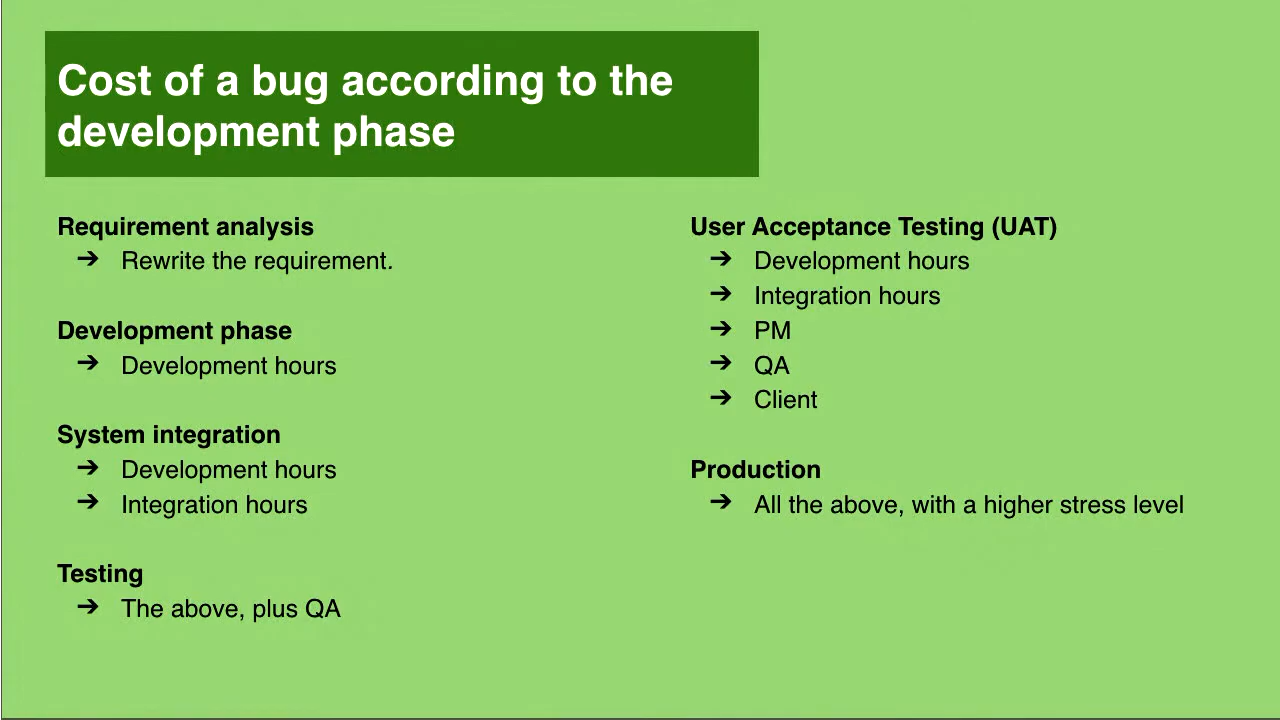 Cost of a bug according to the
development phase
Requirement analysis
➔ Rewrite the requirement.
Development phase
➔ Development hours
System integration
➔ Development hours
➔ Integration hours
Testing
➔ The above, plus QA
User Acceptance Testing (UAT)
➔ Development hours
➔ Integration hours
➔ PM
➔ QA
➔ Client
Production
➔ All the above, with a higher stress level